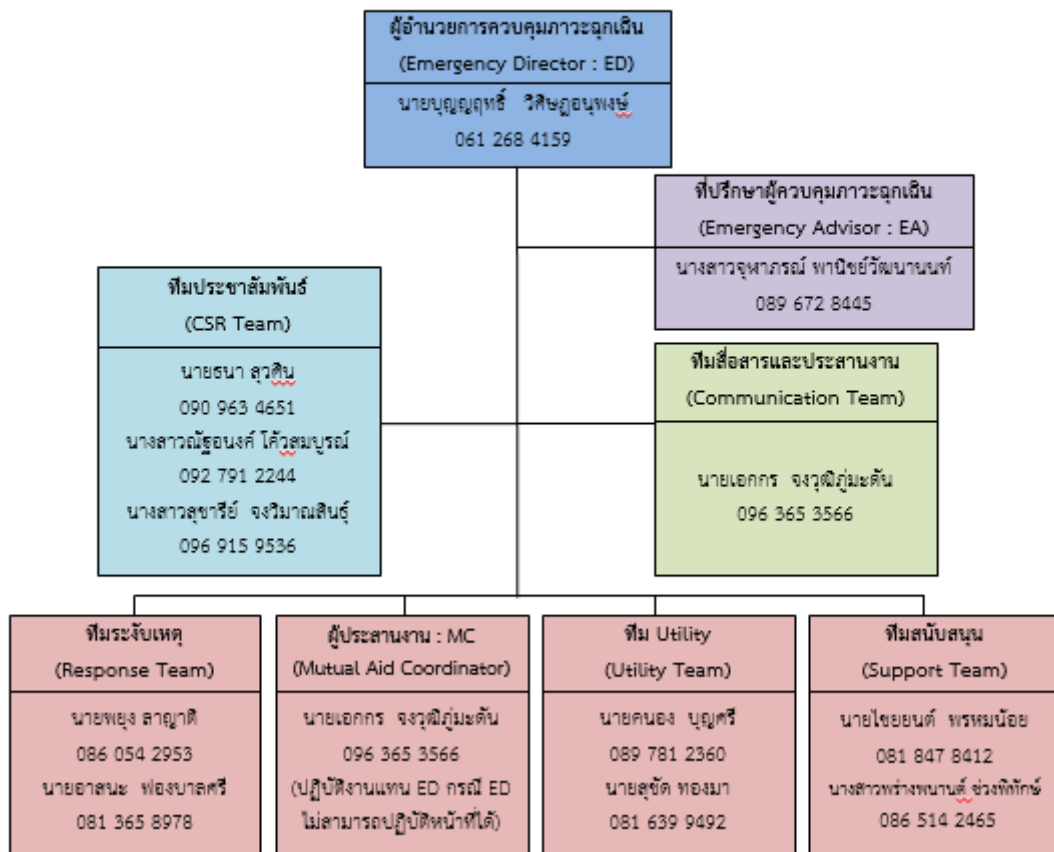 ผู้อำนวยการควบคุมภาวะฉุกเฉิน
(Emergency Director : ED)
นายบุญญฤทธิ์ วิศิษฏอนุพงษ์
061 268 4159
ที่ปรึกษาผู้ควบคุมภาวะฉุกเฉิน
(Emergency Advisor : EA)
นางสาวจุฬาภรณ์ พานิชย์วัฒนานนท์
089 672 8445
ทีมประชาสัมพันธ์
(CSR Team)
นายธนา สุวศิน
090 963 4651
นางสาวณัฐอนงค์ โค้วสมบูรณ์
092 791 2244
นางสาวสุชารีย์ จงวิมาณสินธุ์
096 915 9536
ทีมสื่อสารและประสานงาน
(Communication Team)
นายเอกกร จงวุฒิภู่มะดัน
096 365 3566
ทีมระงับเหตุ
(Response Team)
นายพยุง ลาญาติ
086 054 2953
นายอาสนะ ฟองบาลศรี
081 365 8978
ผู้ประสานงาน : MC
(Mutual Aid Coordinator)
นายเอกกร จงวุฒิภู่มะดัน
096 365 3566
(ปฏิบัติงานแทน ED กรณี ED
ไม่สามารถปฏิบัติหน้าที่ได้)
ทีม Utility
(Utility Team)
นายคนอง บุญศรี
089 781 2360
นายสุชัด ทองมา
081 639 9492
ทีมสนับสนุน
(Support Team)
นายไชยยนต์ พรหมน้อย
081 847 8412
นางสาวพร่างพนานต์ ช่วงพิทักษ์
086 514 2465